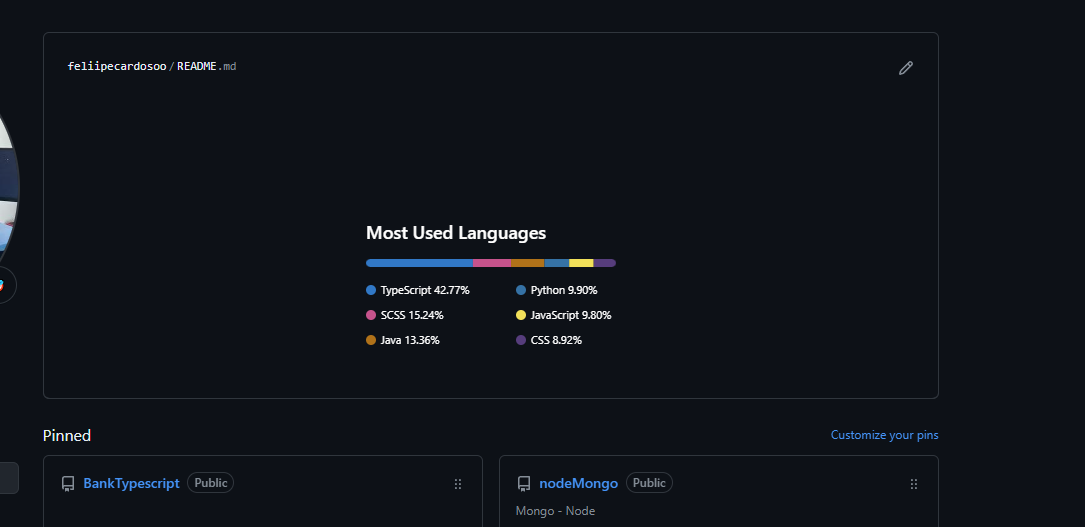 feliipecardosoo/README.md
Most Used Languages
TypeScript 42.77%
Python 9.90%
SCSS 15.24%
JavaScript 9.80%
Java 13.36%
CSS 8.92%
Pinned
Customize your pins
BankTypescript Public
nodeMongo Public
Mongo - Node